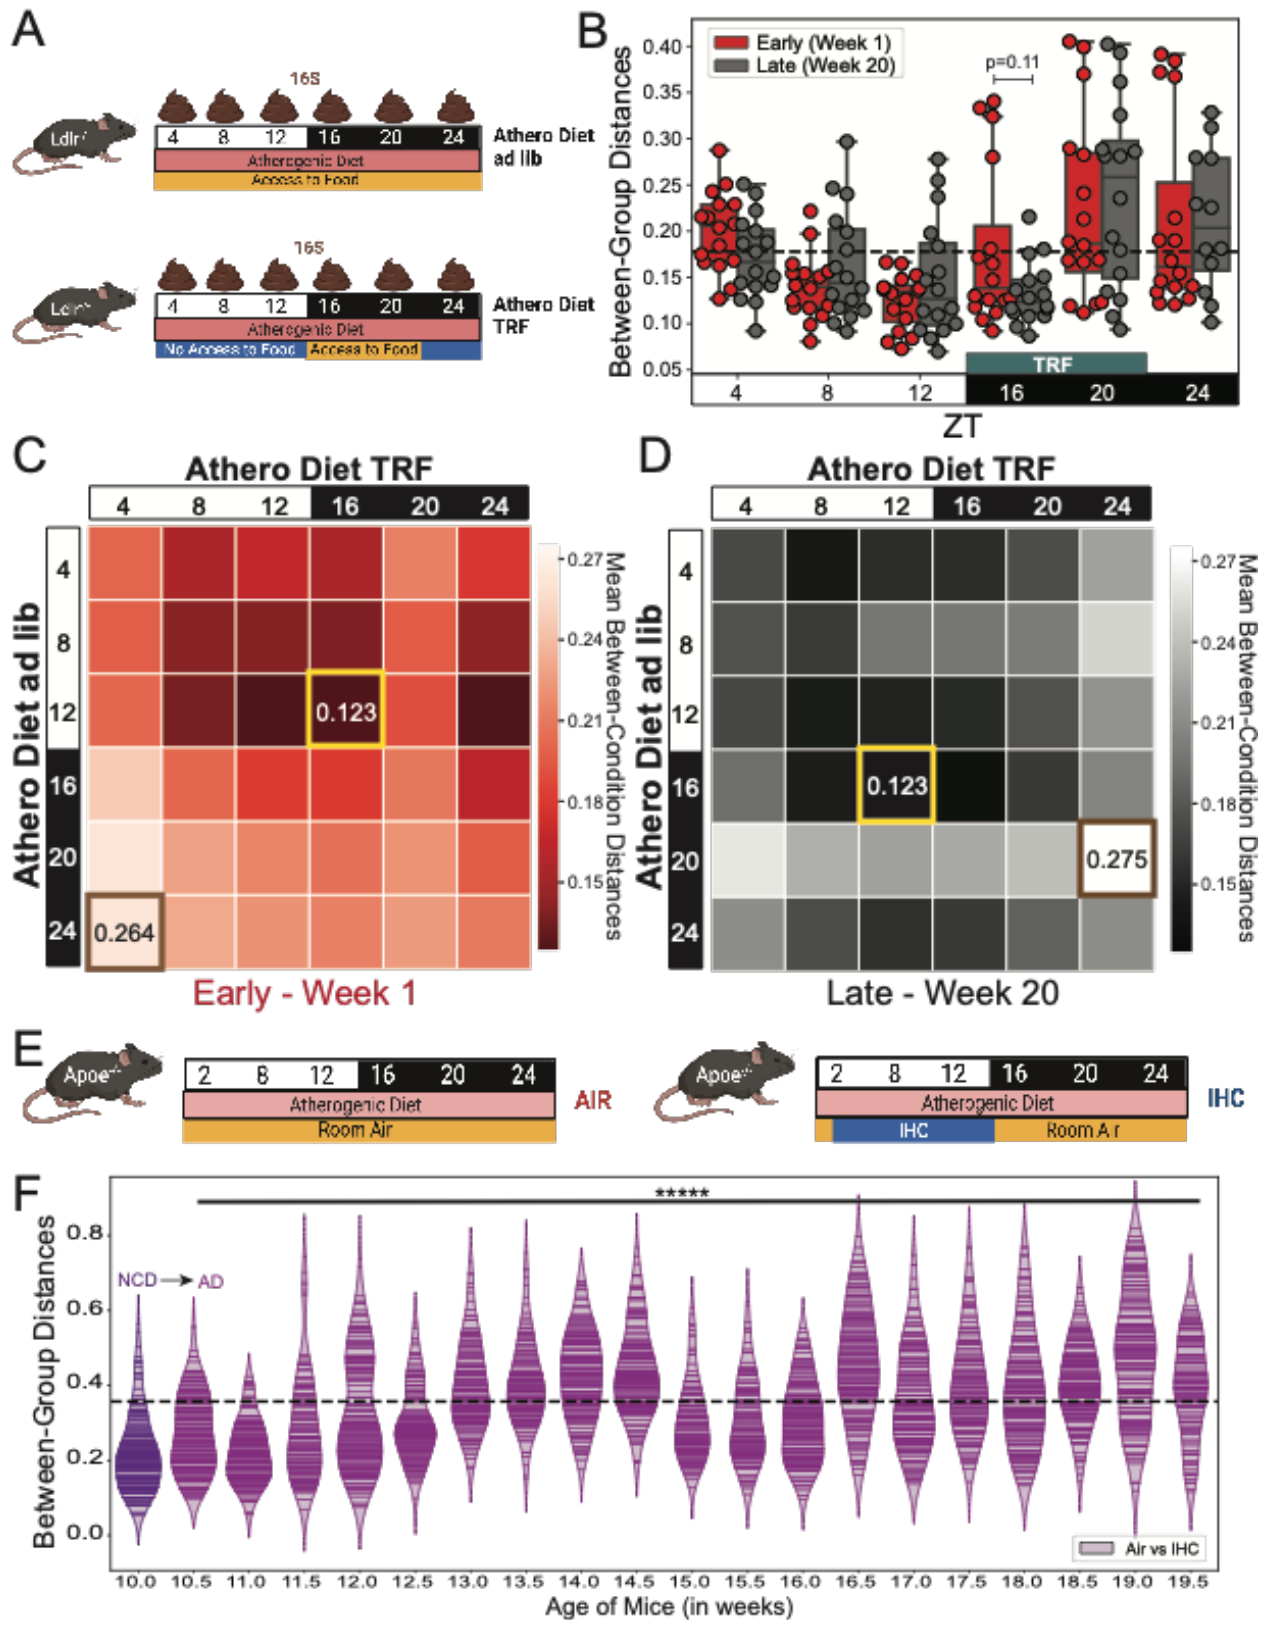 A
16S
Ldlr-/-
4 8 12 16 20 24
Athero Diet
ad lib
Atherogenic Diet
Access to Food
16S
Ldlr-/-
4 8 12 16 20 24
Athero Diet
TRF
Atherogenic Diet
No Access to Food Access to Food
B
Between-Group Distances
0.40
0.35
0.30
0.25
0.20
0.15
0.10
0.05
Early (Week 1)
Late (Week 20)
p=0.11
TRF
4 8 12 16 20 24
ZT
C
Athero Diet TRF
4 8 12 16 20 24
Athero Diet ad lib
4
8
12
16
20
24
0.123
0.264
0.27
0.24
0.21
0.18
0.15
Mean Between-Condition Distances
Early - Week 1
D
Athero Diet TRF
4 8 12 16 20 24
Athero Diet ad lib
4
8
12
16
20
24
0.123
0.275
0.27
0.24
0.21
0.18
0.15
Mean Between-Condition Distances
Late - Week 20
E
Apoe-/-
2 8 12 16 20 24
Atherogenic Diet
Room Air
AIR
Apoe-/-
2 8 12 16 20 24
Atherogenic Diet
IHC Room Air
IHC
F
Between-Group Distances
0.8
0.6
0.4
0.2
0.0
*****
NCD → AD
Air vs IHC
10.0 10.5 11.0 11.5 12.0 12.5 13.0 13.5 14.0 14.5 15.0 15.5 16.0 16.5 17.0 17.5 18.0 18.5 19.0 19.5
Age of Mice (in weeks)